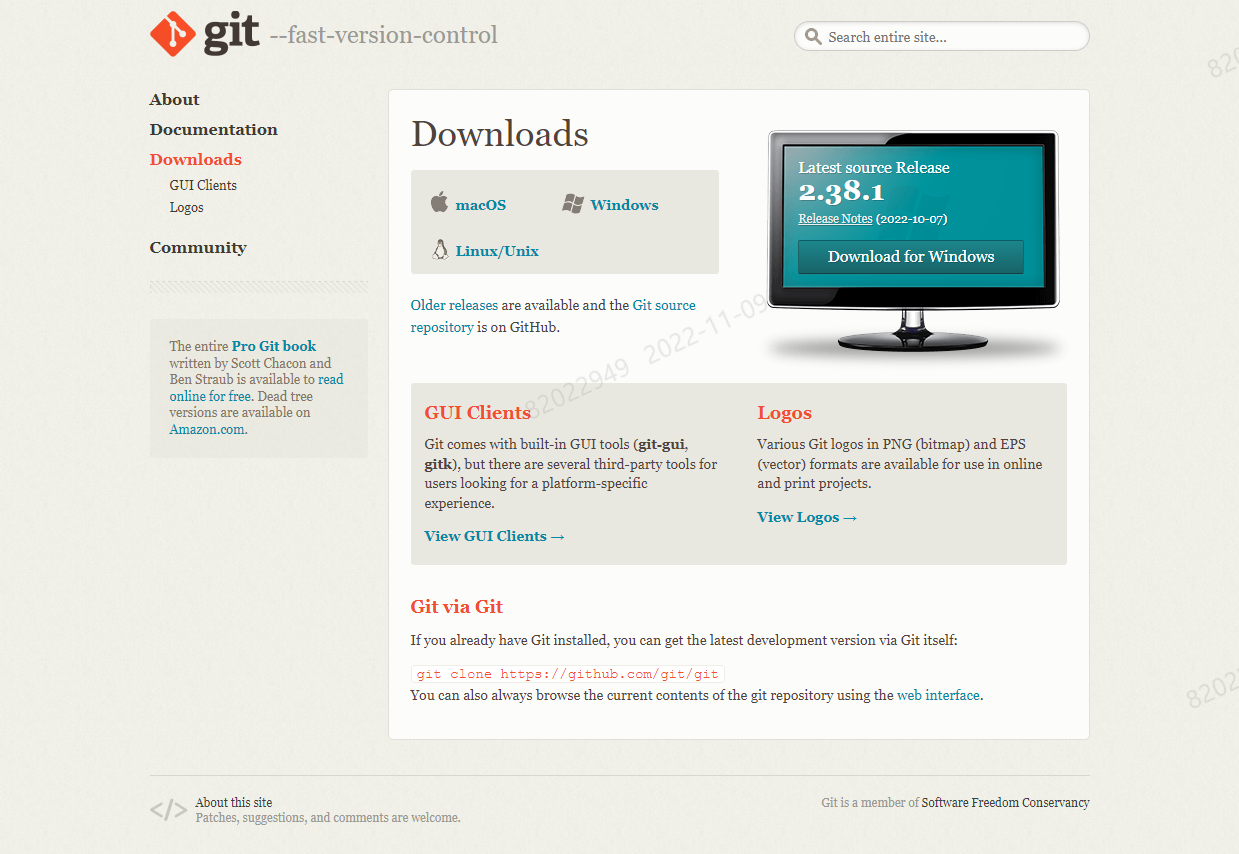 git --fast-version-control
Search entire site...
About
Documentation
Downloads
GUI Clients
Logos
Community
The entire Pro Git book
written by Scott Chacon and
Ben Straub is available to read
online for free. Dead tree
versions are available on
Amazon.com.
Downloads
macOS
Windows
Linux/Unix
Older releases are available and the Git source
repository is on GitHub.
Latest source Release
2.38.1
Release Notes (2022-10-07)
Download for Windows
82022949 2022-11-09
GUI Clients
Git comes with built-in GUI tools (git-gui,
gitk), but there are several third-party tools for
users looking for a platform-specific
experience.
View GUI Clients →
Logos
Various Git logos in PNG (bitmap) and EPS
(vector) formats are available for use in online
and print projects.
View Logos →
Git via Git
If you already have Git installed, you can get the latest development version via Git itself:
git clone https://github.com/git/git
You can also always browse the current contents of the git repository using the web interface.
</> About this site
Patches, suggestions, and comments are welcome.
Git is a member of Software Freedom Conservancy